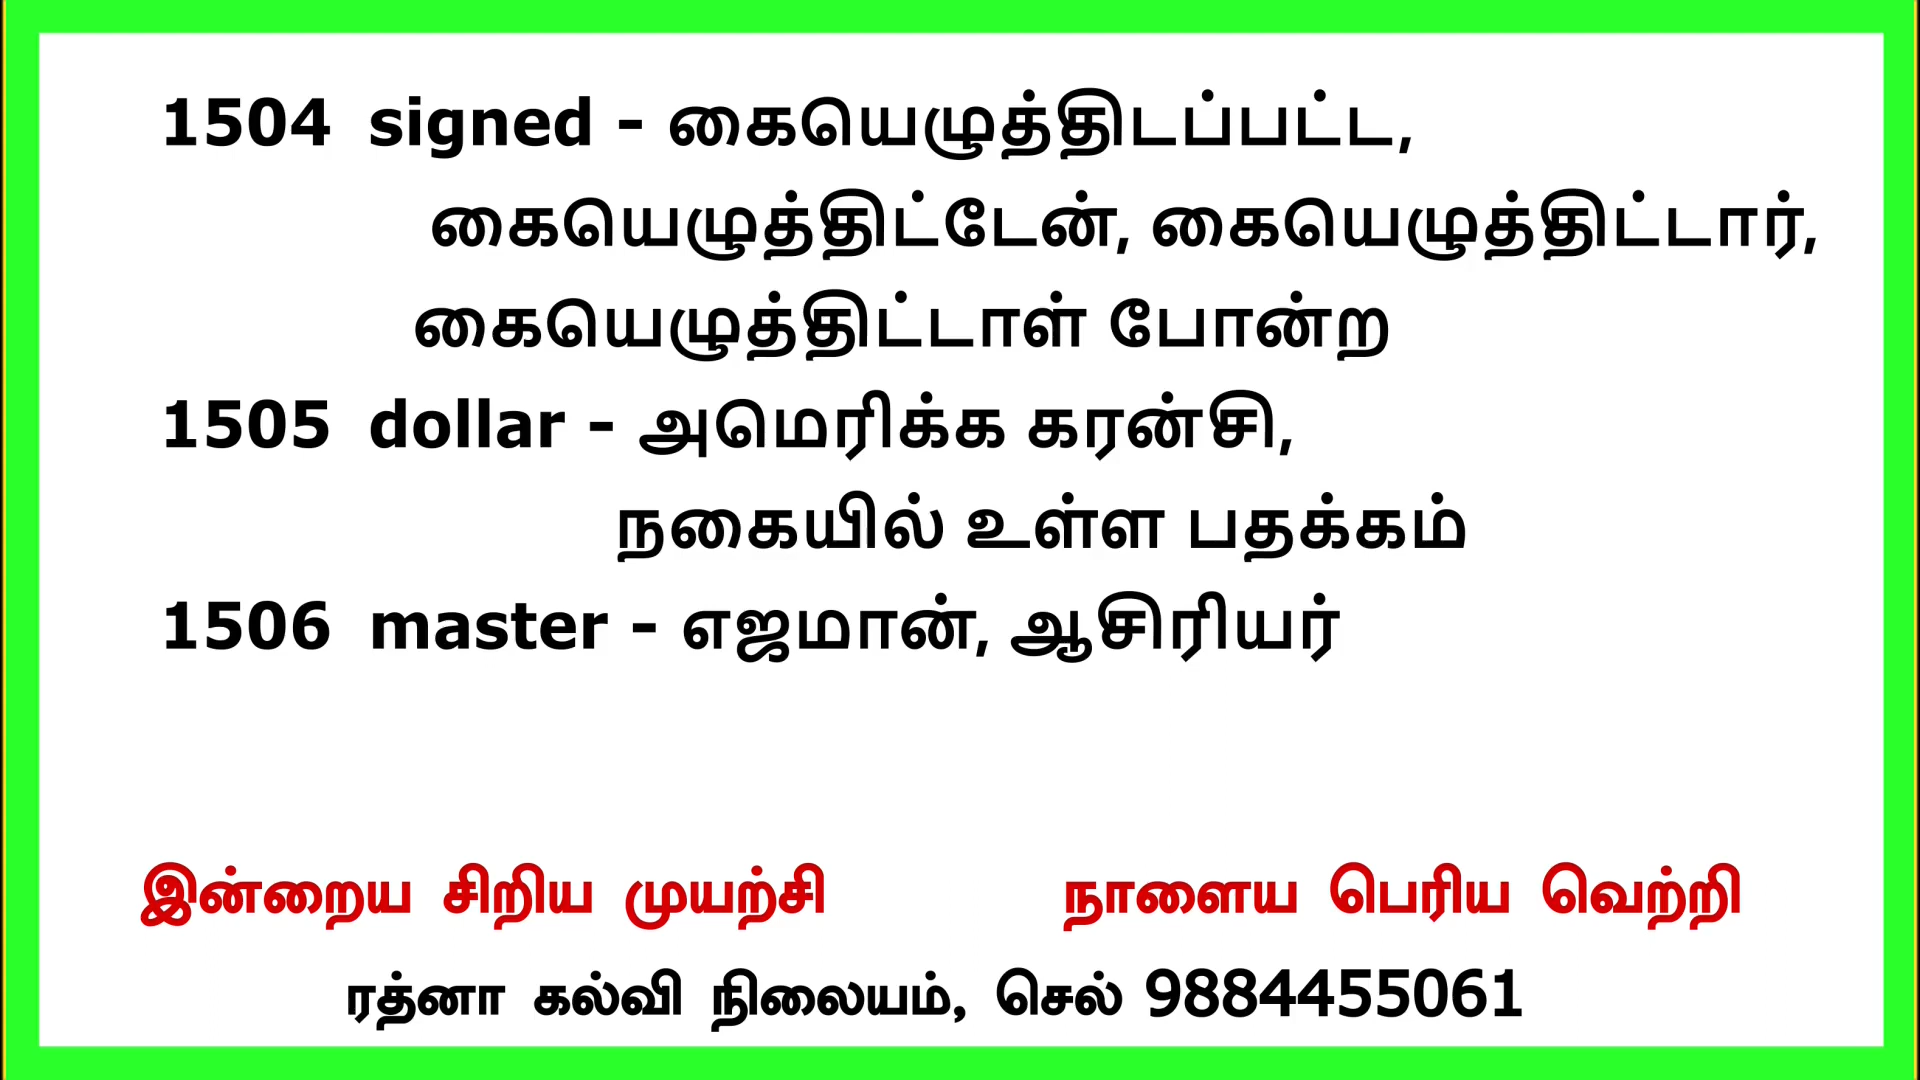 1504 signed - கையெழுத்திடப்பட்ட,
கையெழுத்திட்டேன், கையெழுத்திட்டார்,
கையெழுத்திட்டாள் போன்ற
1505 dollar - அமெரிக்க கரன்சி,
நகையில் உள்ள பதக்கம்
1506 master - எஜமான், ஆசிரியர்
இன்றைய சிறிய முயற்சி நாளைய பெரிய வெற்றி
ரத்னா கல்வி நிலையம், செல் 9884455061